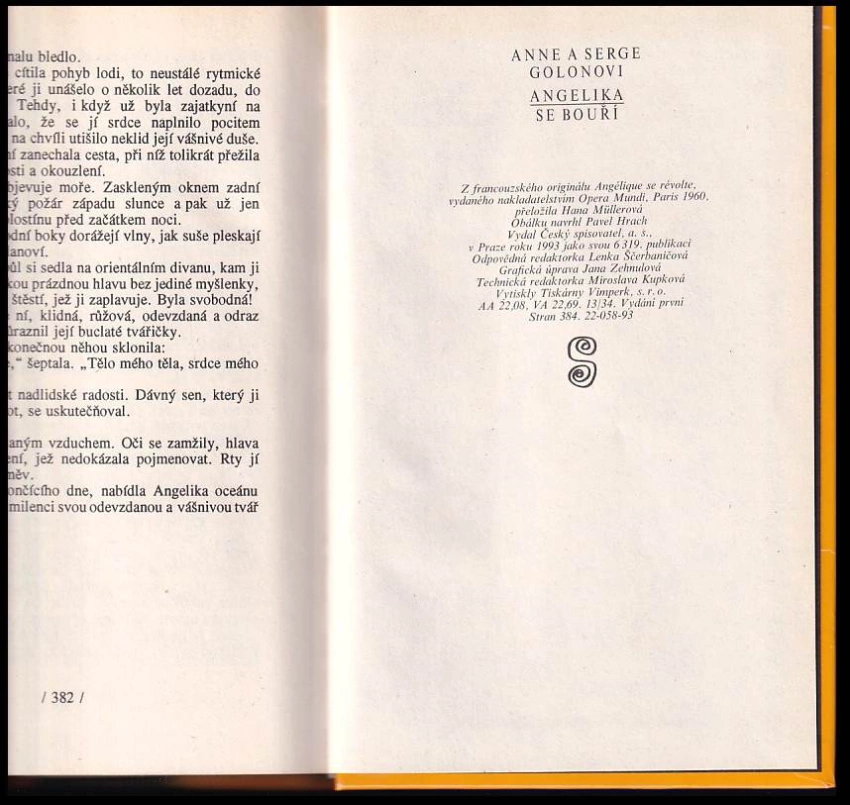 nalu bledlo.
cítila pohyb lodi, to neustálé rytmické
eré ji unášelo o několik let dozadu, do
Tehdy, i když už byla zajatkyní na
alo, že se jí srdce naplnilo pocitem
na chvíli utišilo neklid její vášnivé duše.
ní zanechala cesta, při níž tolikrát přežila
sti a okouzlení.
bjevuje moře. Zaskleným oknem zadní
ký požár západu slunce a pak už jen
lostínu před začátkem noci.
dní boky dorážejí vlny, jak suše pleskají
lanoví.
ůl si sedla na orientálním divanu, kam ji
kou prázdnou hlavu bez jediné myšlenky,
štěstí, jež ji zaplavuje. Byla svobodná!
ní, klidná, růžová, odevzdaná a odraz
ůraznil její buclaté tvářičky.
konečnou něhou sklonila:
,“ šeptala. „Tělo mého těla, srdce mého
t nadlidské radosti. Dávný sen, který ji
ot, se uskutečňoval.
aným vzduchem. Oči se zamžily, hlava
ení, jež nedokázala pojmenovat. Rty jí
něv.
ončícího dne, nabídla Angelika oceánu
milenci svou odevzdanou a vášnivou tvář
/ 382 /
ANNE A SERGE
GOLONOVI
ANGELIKA
SE BOUŘÍ
Z francouzského originálu Angélique se révolte,
vydaného nakladatelstvím Opera Mundi, Paris 1960,
přeložila Hana Müllerová
Obálku navrhl Pavel Hrach
Vydal Český spisovatel, a. s.,
v Praze roku 1993 jako svou 6 319. publikaci
Odpovědná redaktorka Lenka Ščerbaničová
Grafická úprava Jana Zehnulová
Technická redaktorka Miroslava Kupková
Vytiskly Tiskárny Vimperk, s. r. o.
AA 22,08, VA 22,69. 13/34. Vydání první
Stran 384. 22-058-93